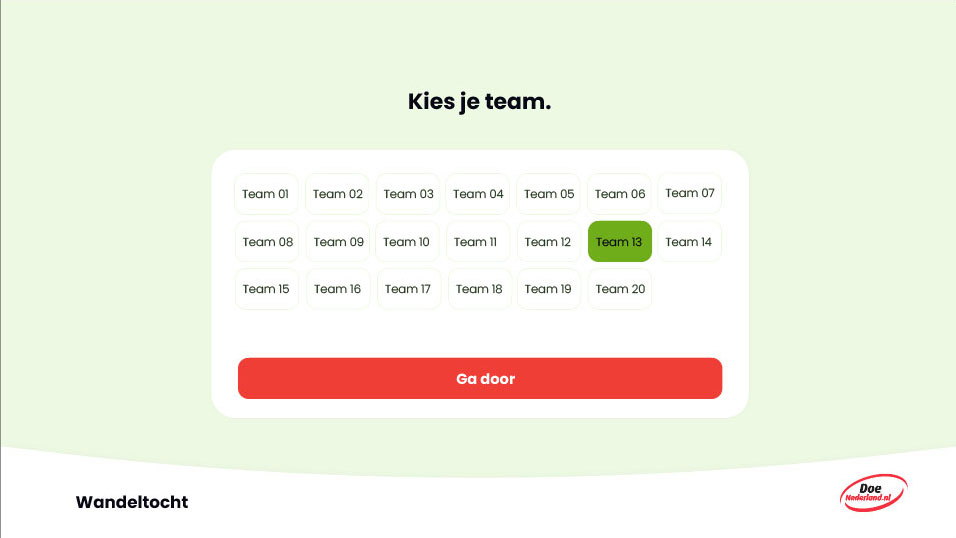 Kies je team.
Team 01 Team 02 Team 03 Team 04 Team 05 Team 06 Team 07
Team 08 Team 09 Team 10 Team 11 Team 12 Team 13 Team 14
Team 15 Team 16 Team 17 Team 18 Team 19 Team 20
Ga door
Wandeltocht
Doe
Nederland.nl